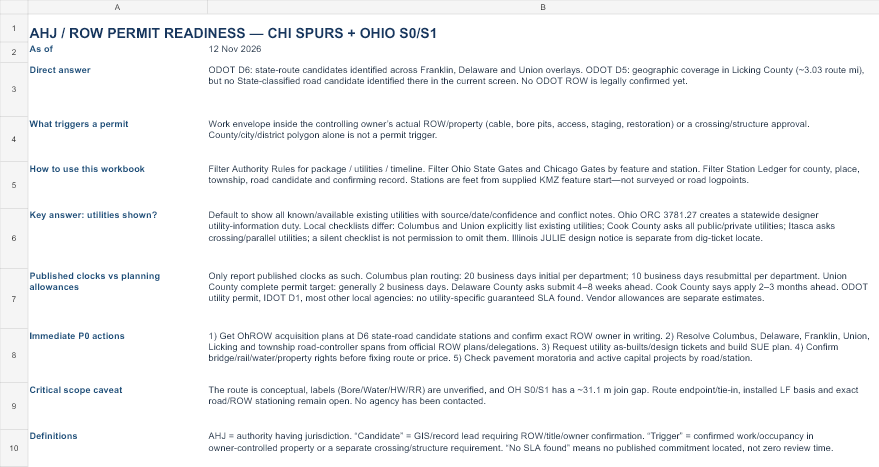 A B
1 AHJ / ROW PERMIT READINESS — CHI SPURS + OHIO S0/S1
2 As of 12 Nov 2026
3 Direct answer ODOT D6: state-route candidates identified across Franklin, Delaware and Union overlays. ODOT D5: geographic coverage in Licking County (~3.03 route mi),
but no State-classified road candidate identified there in the current screen. No ODOT ROW is legally confirmed yet.
4 What triggers a permit Work envelope inside the controlling owner's actual ROW/property (cable, bore pits, access, staging, restoration) or a crossing/structure approval.
County/city/district polygon alone is not a permit trigger.
5 How to use this workbook Filter Authority Rules for package / utilities / timeline. Filter Ohio State Gates and Chicago Gates by feature and station. Filter Station Ledger for county, place,
township, road candidate and confirming record. Stations are feet from supplied KMZ feature start—not surveyed or road logpoints.
6 Key answer: utilities shown? Default to show all known/available existing utilities with source/date/confidence and conflict notes. Ohio ORC 3781.27 creates a statewide designer
utility-information duty. Local checklists differ: Columbus and Union explicitly list existing utilities; Cook County asks all public/private utilities; Itasca asks
crossing/parallel utilities; a silent checklist is not permission to omit them. Illinois JULIE design notice is separate from dig-ticket locate.
7 Published clocks vs planning
allowances Only report published clocks as such. Columbus plan routing: 20 business days initial per department; 10 business days resubmittal per department. Union
County complete permit target: generally 2 business days. Delaware County asks submit 4–8 weeks ahead. Cook County says apply 2–3 months ahead. ODOT
utility permit, IDOT D1, most other local agencies: no utility-specific guaranteed SLA found. Vendor allowances are separate estimates.
8 Immediate P0 actions 1) Get OhROW acquisition plans at D6 state-road candidate stations and confirm exact ROW owner in writing. 2) Resolve Columbus, Delaware, Franklin, Union,
Licking and township road-controller spans from official ROW plans/delegations. 3) Request utility as-builts/design tickets and build SUE plan. 4) Confirm
bridge/rail/water/property rights before fixing route or price. 5) Check pavement moratoria and active capital projects by road/station.
9 Critical scope caveat The route is conceptual, labels (Bore/Water/HW/RR) are unverified, and OH S0/S1 has a ~31.1 m join gap. Route endpoint/tie-in, installed LF basis and exact
road/ROW stationing remain open. No agency has been contacted.
10 Definitions AHJ = authority having jurisdiction. “Candidate” = GIS/record lead requiring ROW/title/owner confirmation. “Trigger” = confirmed work/occupancy in
owner-controlled property or a separate crossing/structure requirement. “No SLA found” means no published commitment located, not zero review time.